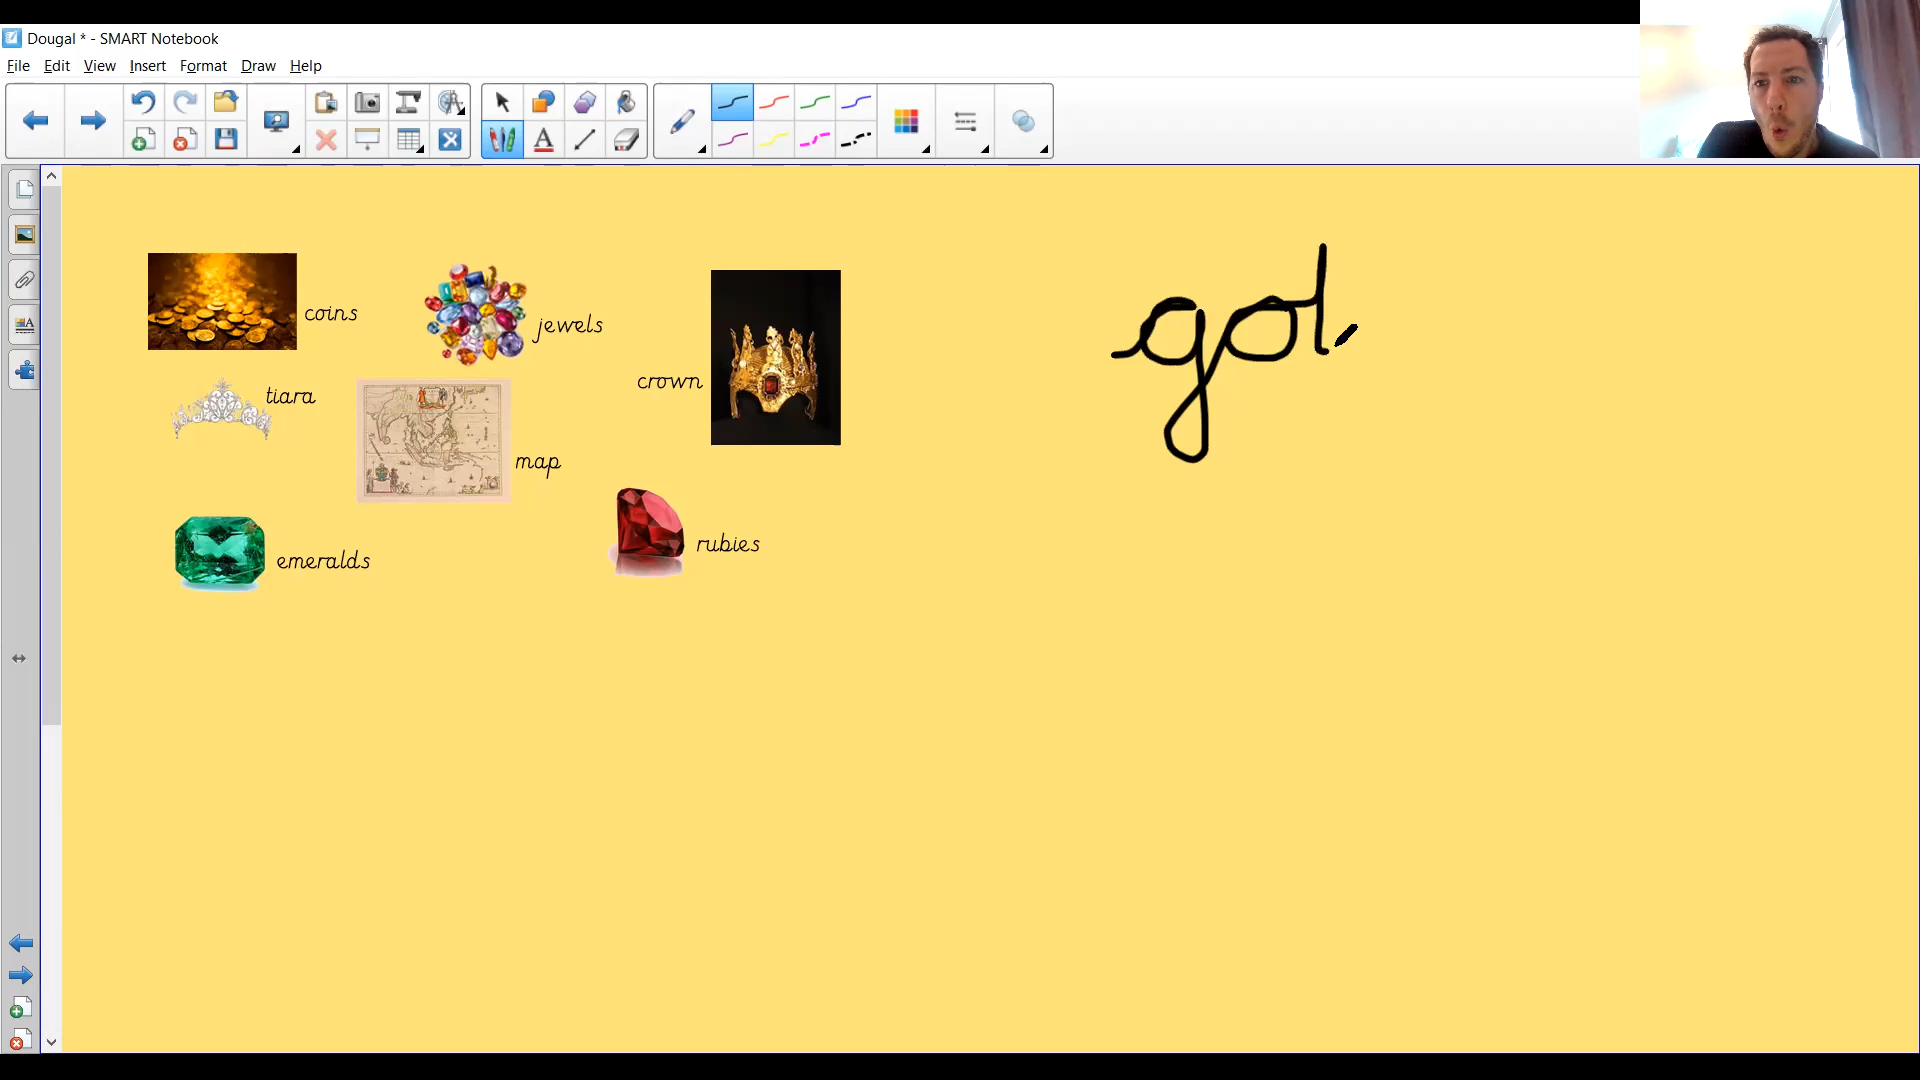 Dougal * - SMART Notebook
File Edit View Insert Format Draw Help
coins
jewels
crown
tiara
map
emeralds
rubies
gol